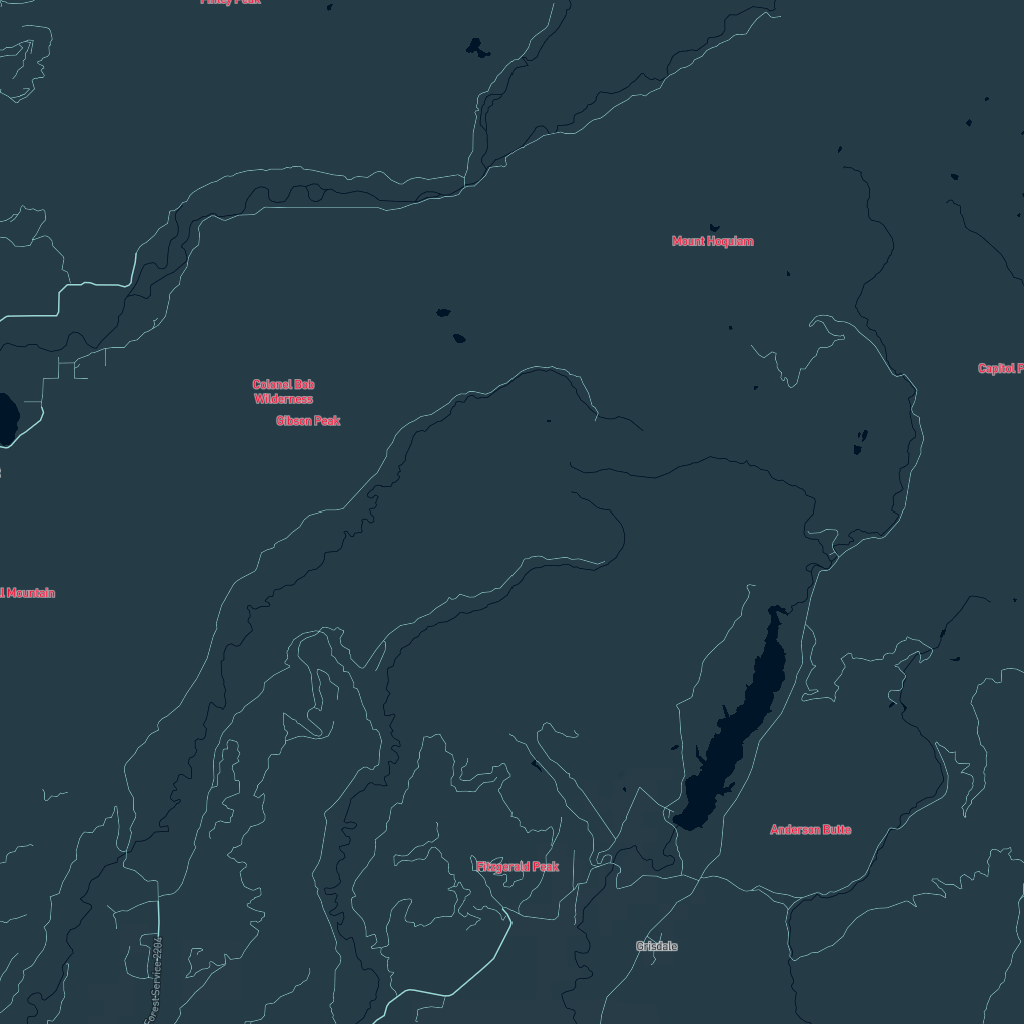 Mount Hoquiam
Capitol P
Colonel Bob
Wilderness
Gibson Peak
l Mountain
Anderson Butte
Fitzgerald Peak
Grisdale
Forest Service 2204